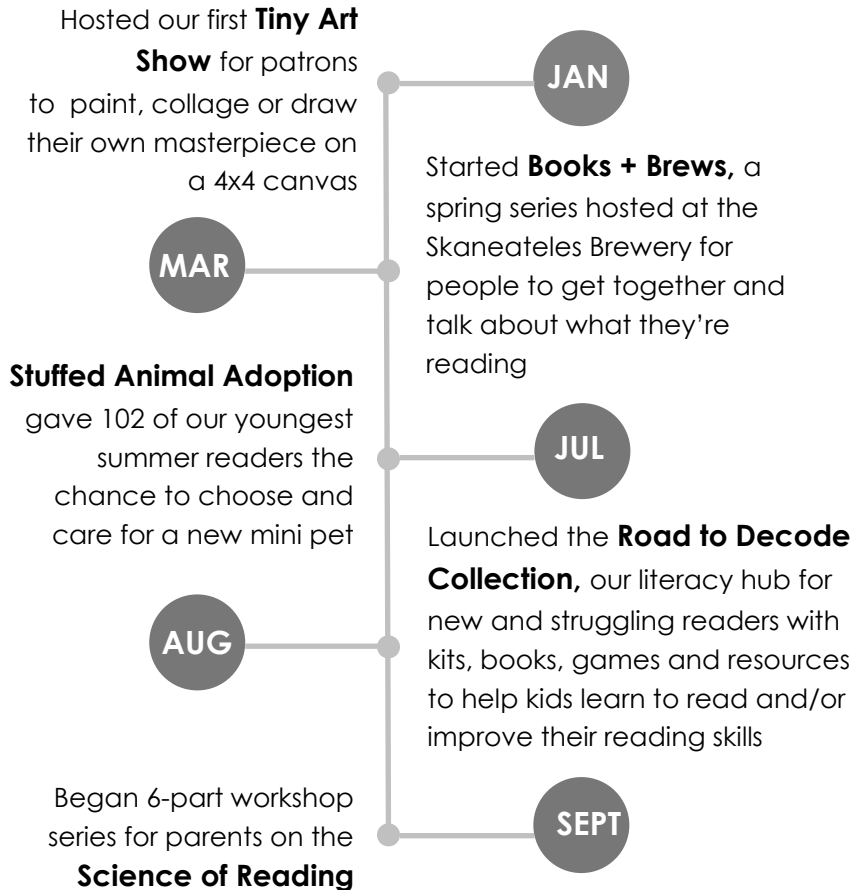 Hosted our first Tiny Art
Show for patrons
to paint, collage or draw
their own masterpiece on
a 4x4 canvas
JAN
MAR
Started Books + Brews, a
spring series hosted at the
Skaneateles Brewery for
people to get together and
talk about what they're
reading
Stuffed Animal Adoption
gave 102 of our youngest
summer readers the
chance to choose and
care for a new mini pet
JUL
AUG
Launched the Road to Decode
Collection, our literacy hub for
new and struggling readers with
kits, books, games and resources
to help kids learn to read and/or
improve their reading skills
Began 6-part workshop
series for parents on the
Science of Reading
SEPT